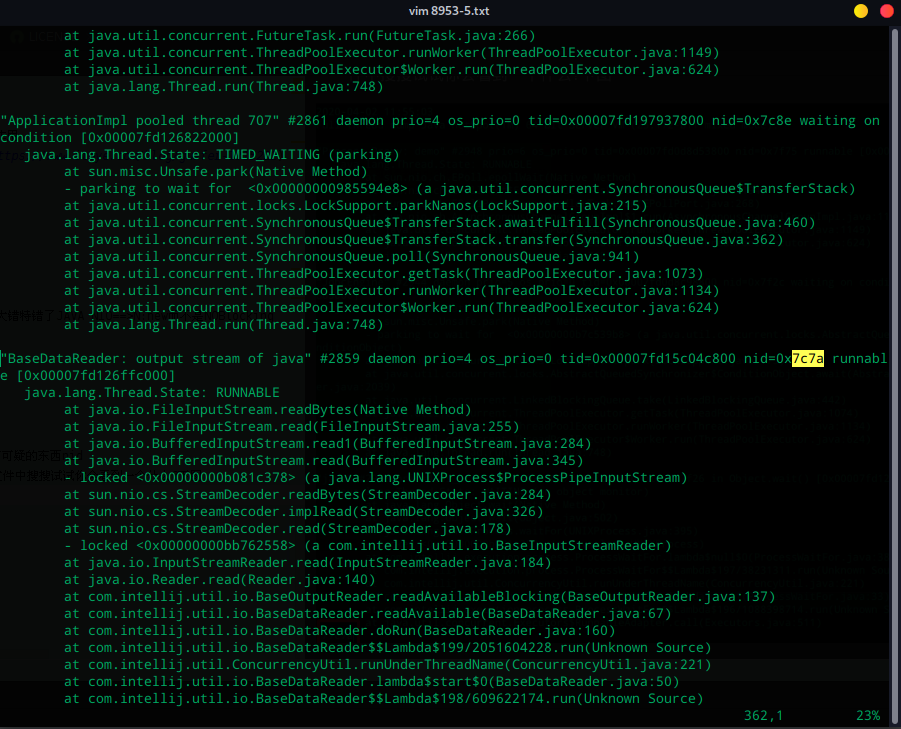 vim 8953-5.txt
at java.util.concurrent.FutureTask.run(FutureTask.java:266)
at java.util.concurrent.ThreadPoolExecutor.runWorker(ThreadPoolExecutor.java:1149)
at java.util.concurrent.ThreadPoolExecutor$Worker.run(ThreadPoolExecutor.java:624)
at java.lang.Thread.run(Thread.java:748)
"ApplicationImpl pooled thread 707" #2861 daemon prio=4 os_prio=0 tid=0x00007fd197937800 nid=0x7c8e waiting on
condition [0x00007fd126822000]
java.lang.Thread.State: TIMED_WAITING (parking)
at sun.misc.Unsafe.park(Native Method)
- parking to wait for  <0x00000000985594e8> (a java.util.concurrent.SynchronousQueue$TransferStack)
at java.util.concurrent.locks.LockSupport.parkNanos(LockSupport.java:215)
at java.util.concurrent.SynchronousQueue$TransferStack.awaitFulfill(SynchronousQueue.java:460)
at java.util.concurrent.SynchronousQueue$TransferStack.transfer(SynchronousQueue.java:362)
at java.util.concurrent.SynchronousQueue.poll(SynchronousQueue.java:941)
at java.util.concurrent.ThreadPoolExecutor.getTask(ThreadPoolExecutor.java:1073)
at java.util.concurrent.ThreadPoolExecutor.runWorker(ThreadPoolExecutor.java:1134)
at java.util.concurrent.ThreadPoolExecutor$Worker.run(ThreadPoolExecutor.java:624)
at java.lang.Thread.run(Thread.java:748)
"BaseDataReader: output stream of java" #2859 daemon prio=4 os_prio=0 tid=0x00007fd15c04c800 nid=0x7c7a runnabl
e [0x00007fd126ffc000]
java.lang.Thread.State: RUNNABLE
at java.io.FileInputStream.readBytes(Native Method)
at java.io.FileInputStream.read(FileInputStream.java:255)
at java.io.BufferedInputStream.read1(BufferedInputStream.java:284)
at java.io.BufferedInputStream.read(BufferedInputStream.java:345)
- locked <0x00000000b081c378> (a java.lang.UNIXProcess$ProcessPipeInputStream)
at sun.nio.cs.StreamDecoder.readBytes(StreamDecoder.java:284)
at sun.nio.cs.StreamDecoder.implRead(StreamDecoder.java:326)
at sun.nio.cs.StreamDecoder.read(StreamDecoder.java:178)
- locked <0x00000000bb762558> (a com.intellij.util.io.BaseInputStreamReader)
at java.io.InputStreamReader.read(InputStreamReader.java:184)
at java.io.Reader.read(Reader.java:140)
at com.intellij.util.io.BaseOutputReader.readAvailableBlocking(BaseOutputReader.java:137)
at com.intellij.util.io.BaseDataReader.readAvailable(BaseDataReader.java:67)
at com.intellij.util.io.BaseDataReader.doRun(BaseDataReader.java:160)
at com.intellij.util.io.BaseDataReader$$Lambda$199/2051604228.run(Unknown Source)
at com.intellij.util.ConcurrencyUtil.runUnderThreadName(ConcurrencyUtil.java:221)
at com.intellij.util.io.BaseDataReader.lambda$start$0(BaseDataReader.java:50)
at com.intellij.util.io.BaseDataReader$$Lambda$198/609622174.run(Unknown Source)
362,1 23%